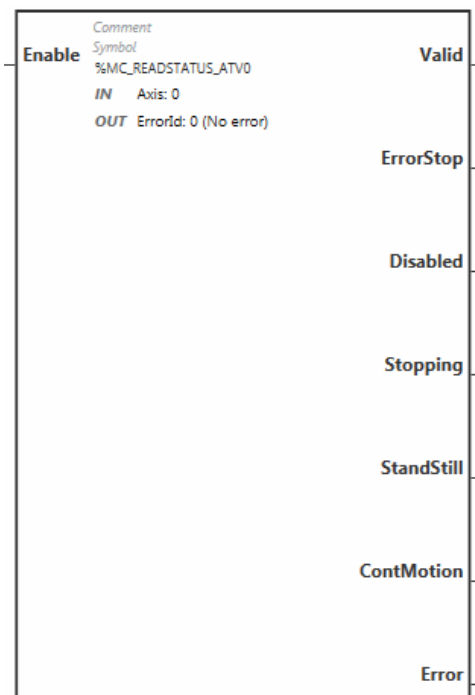 Comment
Enable Symbol Valid
%MC_READSTATUS_ATV0
IN Axis: 0
OUT ErrorId: 0 (No error)
ErrorStop
Disabled
Stopping
StandStill
ContMotion
Error